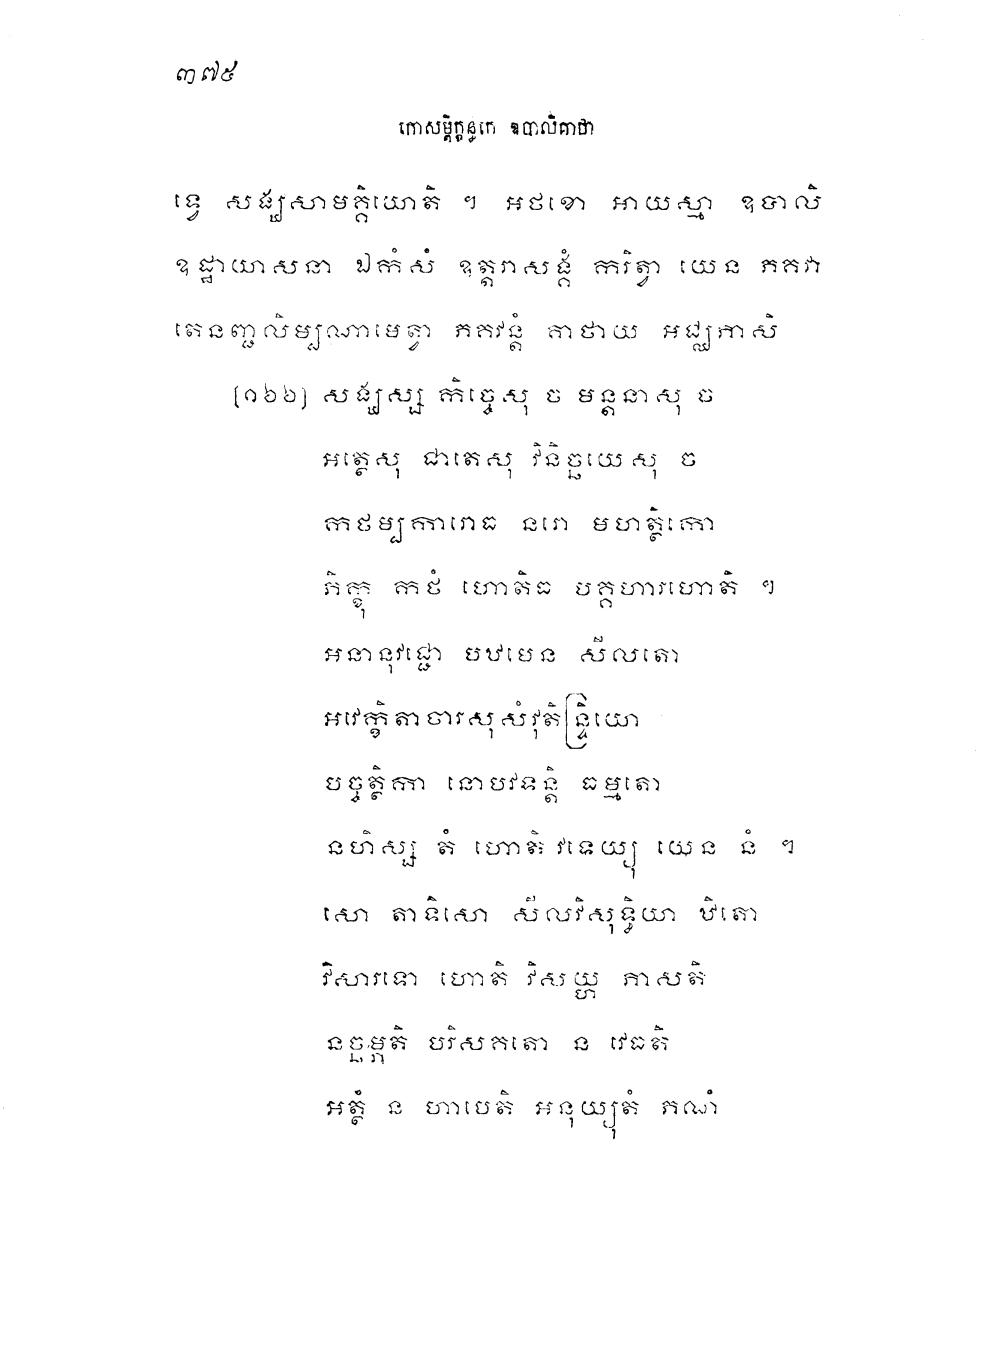 ៣៧៥
កោសម្ពិក្ខន្ធកេ ឧបាលិគាថា
ទ្វេ សង្ឃសាមគ្គិយោតិ ។ អថខោ អាយស្មា ឧបាលិ
ឧដ្ឋាយាសនា ឯកំសំ ឧត្តរាសង្គំ ករិត្វា យេន ភគវា
តេនញ្ជលិម្បណាមេត្វា ភគវន្តំ គាថាយ អជ្ឈភាសិ
[១៦៦] សង្ឃស្ស កិច្ចេសុ ច មន្តនាសុ ច
អត្ថេសុ ជាតេសុ វិនិច្ឆយេសុ ច
កថម្បការោធ នរោ មហត្ថិកោ
ភិក្ខុ កថំ ហោតិធ បគ្គហារហោតិ ។
អនានុវជ្ជោ បឋមេន សីលតោ
អវេក្ខិតាចារសុសំវុតិន្ទ្រិយោ
បច្ចត្ថិកា នោបវទន្តិ ធម្មតោ
នហិស្ស តំ ហោតិ វទេយ្យុ យេន នំ ។
សោ តាទិសោ សីលវិសុទ្ធិយា ឋិតោ
វិសារទោ ហោតិ វិសយ្ហ ភាសតិ
នច្ឆម្ភតិ បរិសគតោ ន វេធតិ
អត្ថំ ន ហាបេតិ អនុយ្យុតំ ភណំ